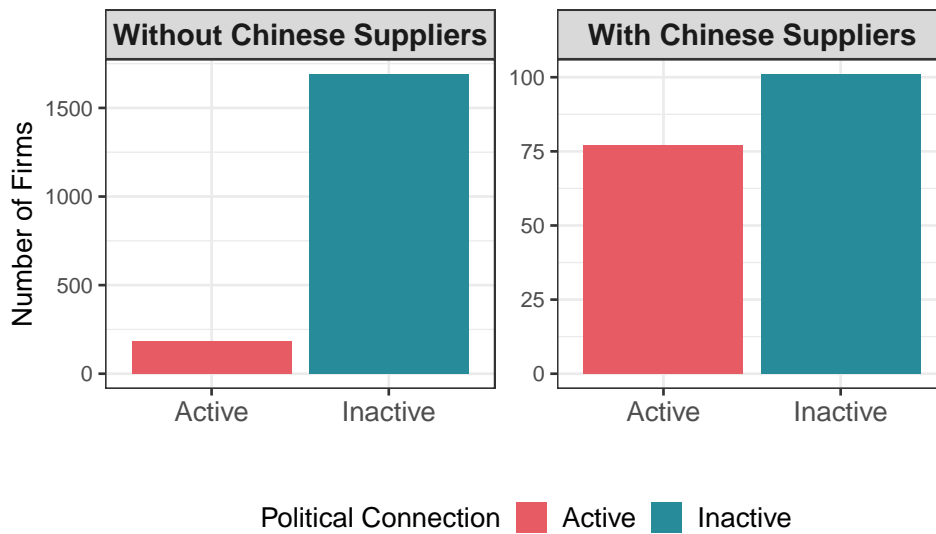 Without Chinese Suppliers
With Chinese Suppliers
Number of Firms
1500
1000
500
0
100
75
50
25
0
Active
Inactive
Active
Inactive
Political Connection Active Inactive